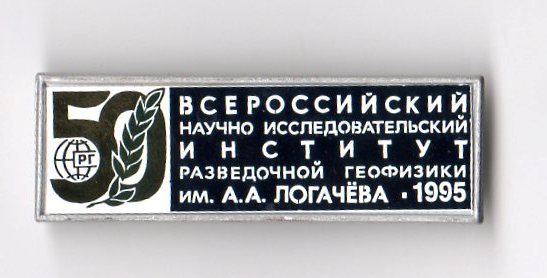 50
РГ
ВСЕРОССИЙСКИЙ
НАУЧНО ИССЛЕДОВАТЕЛЬСКИЙ
ИНСТИТУТ
РАЗВЕДОЧНОЙ ГЕОФИЗИКИ
ИМ. А.А. ЛОГАЧЁВА · 1995